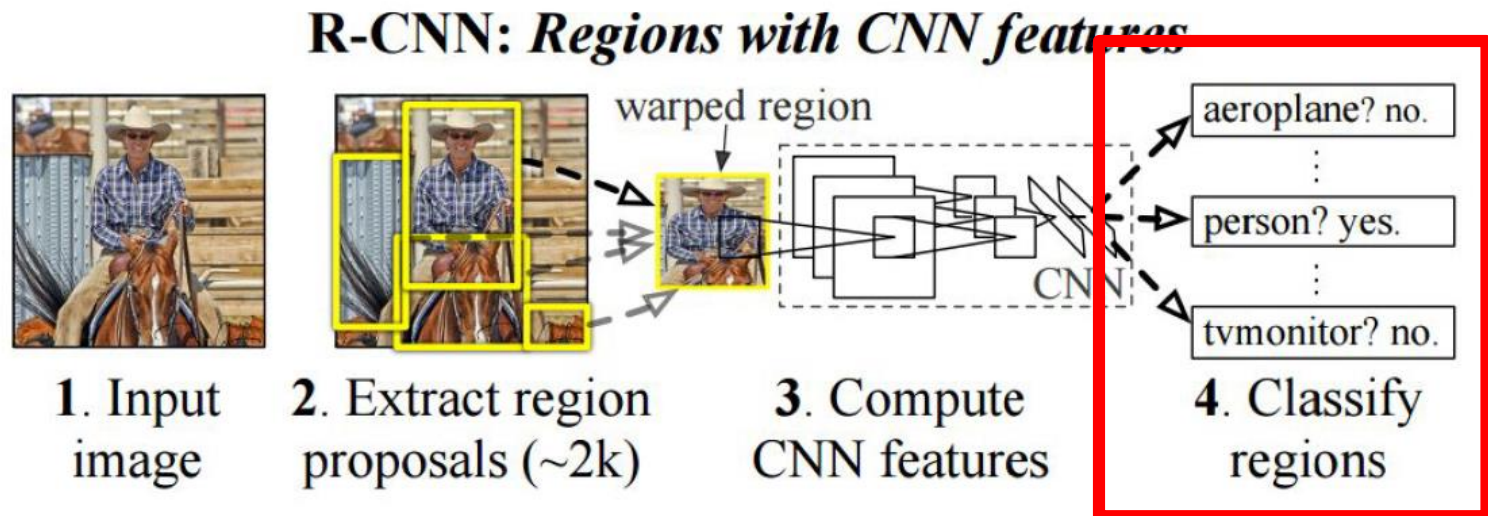 R-CNN: Regions with CNN features
warped region
aeroplane? no.
⋮
person? yes.
CNN
⋮
tvmonitor? no.
1. Input
image
2. Extract region
proposals (~2k)
3. Compute
CNN features
4. Classify
regions